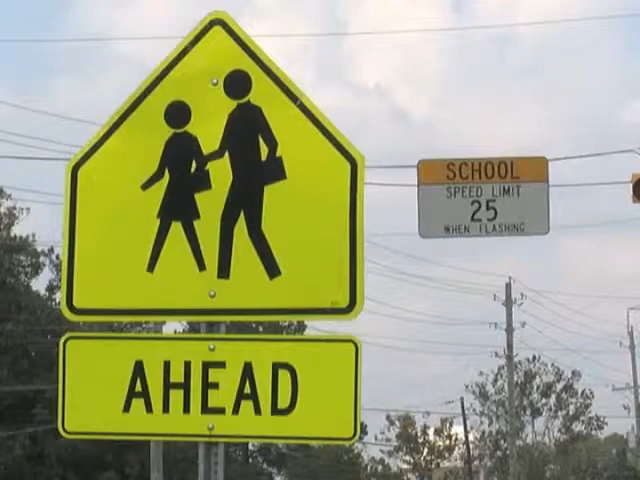 AHEAD
SCHOOL
SPEED LIMIT
25
WHEN FLASHING